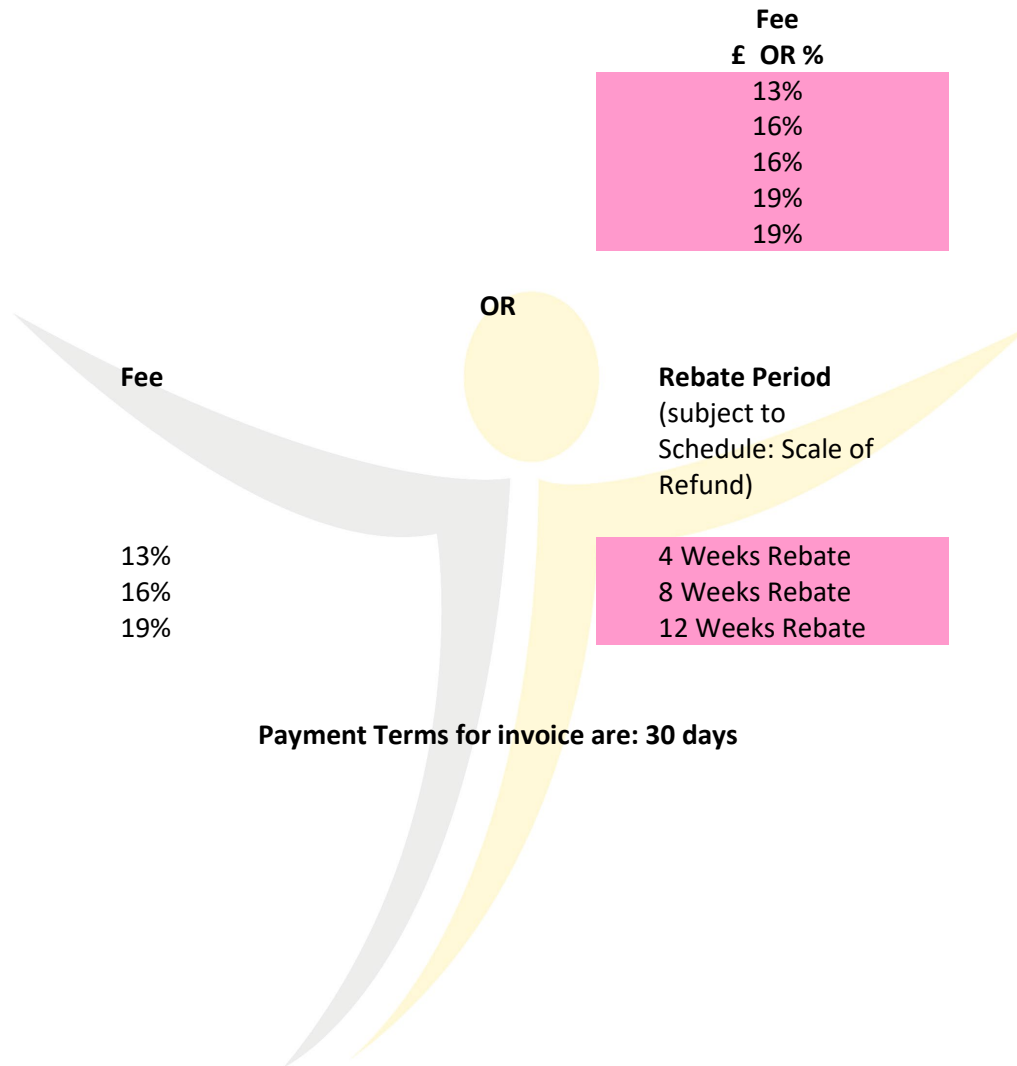 Fee
£ OR %
13%
16%
16%
19%
19%
OR
Fee
Rebate Period
(subject to
Schedule: Scale of
Refund)
13% 4 Weeks Rebate
16% 8 Weeks Rebate
19% 12 Weeks Rebate
Payment Terms for invoice are: 30 days